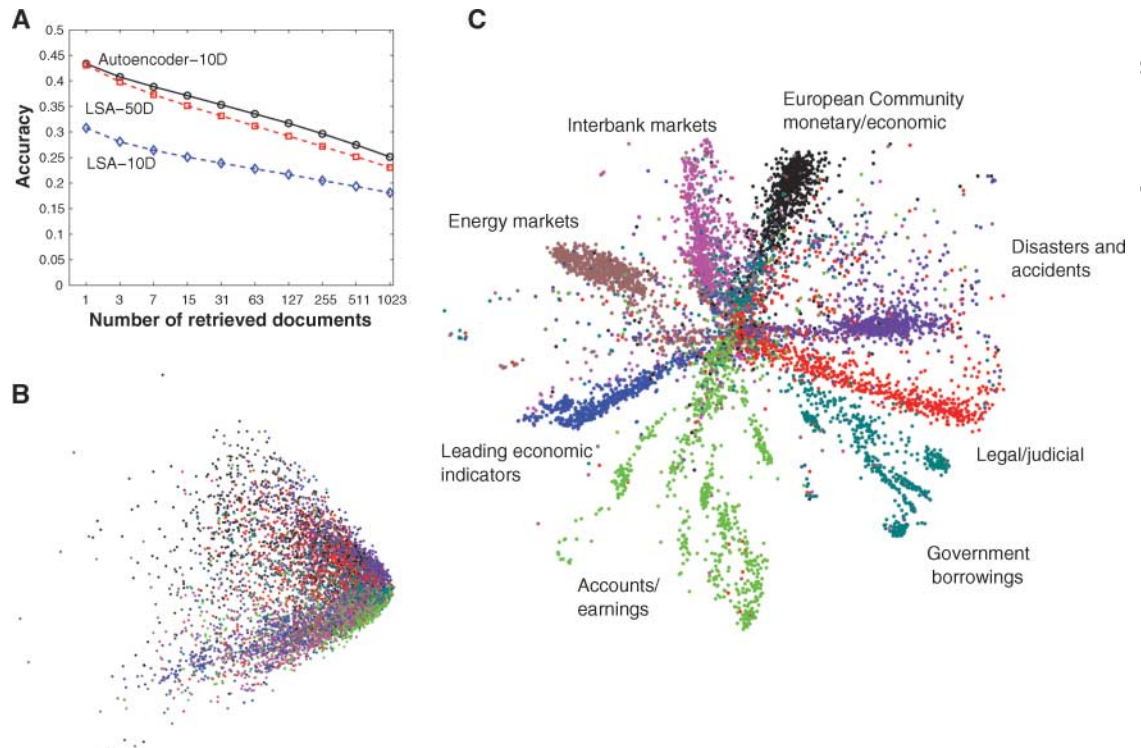 A
0.5
0.45
0.4
0.35
0.3
0.25
0.2
0.15
0.1
0.05
0
Accuracy
Autoencoder–10D
LSA–50D
LSA–10D
1 3 7 15 31 63 127 255 511 1023
Number of retrieved documents
B
C
European Community
monetary/economic
Interbank markets
Energy markets
Disasters and
accidents
Leading economic
indicators
Legal/judicial
Government
borrowings
Accounts/
earnings